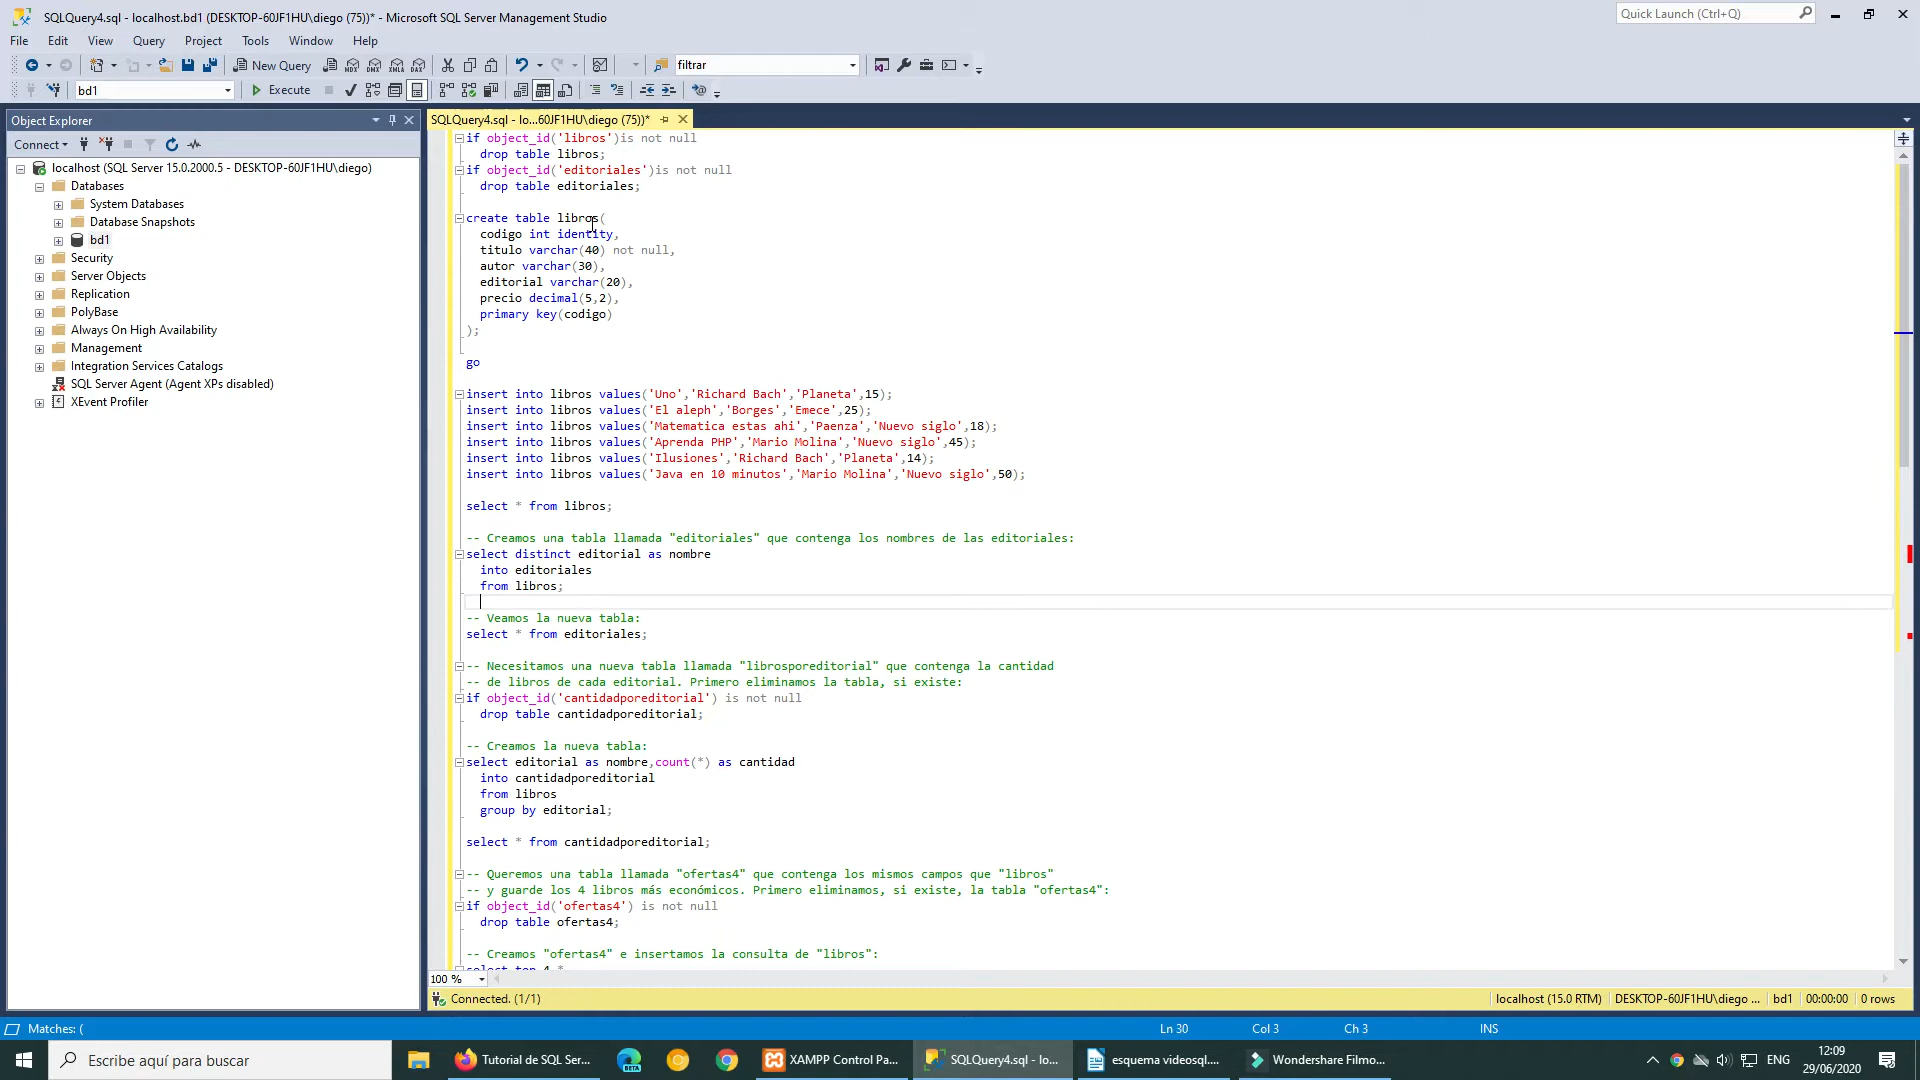 SQLQuery4.sql - localhost.bd1 (DESKTOP-60JF1HU\diego (75))* - Microsoft SQL Server Management Studio
Quick Launch (Ctrl+Q)
File Edit View Query Project Tools Window Help
New Query
filtrar
bd1
Execute
Object Explorer
Connect
localhost (SQL Server 15.0.2000.5 - DESKTOP-60JF1HU\diego)
Databases
System Databases
Database Snapshots
bd1
Security
Server Objects
Replication
PolyBase
Always On High Availability
Management
Integration Services Catalogs
SQL Server Agent (Agent XPs disabled)
XEvent Profiler
SQLQuery4.sql - lo...60JF1HU\diego (75))*
if object_id('libros')is not null
drop table libros;
if object_id('editoriales')is not null
drop table editoriales;
create table libros(
codigo int identity,
titulo varchar(40) not null,
autor varchar(30),
editorial varchar(20),
precio decimal(5,2),
primary key(codigo)
);
go
insert into libros values('Uno','Richard Bach','Planeta',15);
insert into libros values('El aleph','Borges','Emece',25);
insert into libros values('Matematica estas ahi','Paenza','Nuevo siglo',18);
insert into libros values('Aprenda PHP','Mario Molina','Nuevo siglo',45);
insert into libros values('Ilusiones','Richard Bach','Planeta',14);
insert into libros values('Java en 10 minutos','Mario Molina','Nuevo siglo',50);
select * from libros;
-- Creamos una tabla llamada "editoriales" que contenga los nombres de las editoriales:
select distinct editorial as nombre
into editoriales
from libros;
-- Veamos la nueva tabla:
select * from editoriales;
-- Necesitamos una nueva tabla llamada "librosporeditorial" que contenga la cantidad
-- de libros de cada editorial. Primero eliminamos la tabla, si existe:
if object_id('cantidadporeditorial') is not null
drop table cantidadporeditorial;
-- Creamos la nueva tabla:
select editorial as nombre,count(*) as cantidad
into cantidadporeditorial
from libros
group by editorial;
select * from cantidadporeditorial;
-- Queremos una tabla llamada "ofertas4" que contenga los mismos campos que "libros"
-- y guarde los 4 libros más económicos. Primero eliminamos, si existe, la tabla "ofertas4":
if object_id('ofertas4') is not null
drop table ofertas4;
-- Creamos "ofertas4" e insertamos la consulta de "libros":
select top 4 *
100 %
Connected. (1/1)
localhost (15.0 RTM) DESKTOP-60JF1HU\diego ... bd1 00:00:00 0 rows
Matches: (
Ln 30 Col 3 Ch 3 INS
Escribe aquí para buscar
Tutorial de SQL Ser...
BETA
XAMPP Control Pa...
SQLQuery4.sql - lo...
esquema videosql....
Wondershare Filmo...
ENG
12:09
29/06/2020